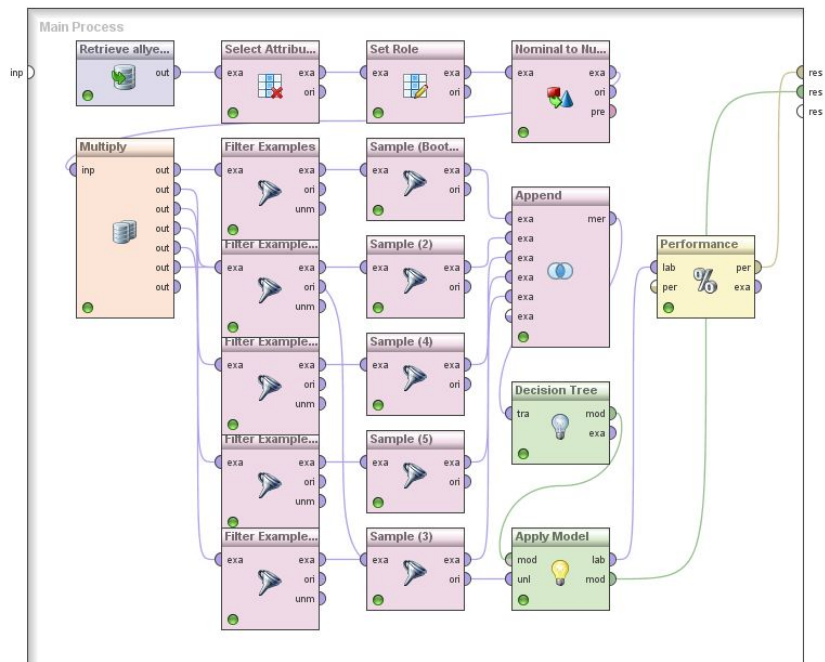 Main Process
Retrieve allye...
out
Select Attribu...
exa exa
ori
Set Role
exa exa
ori
Nominal to Nu...
exa exa
ori
pre
inp
res
res
res
Multiply
inp out
out
out
out
out
out
out
Filter Examples
exa exa
ori
unm
Sample (Boot...
exa exa
ori
Filter Example...
exa exa
ori
unm
Sample (2)
exa exa
ori
Filter Example...
exa exa
ori
unm
Sample (4)
exa exa
ori
Filter Example...
exa exa
ori
unm
Sample (5)
exa exa
ori
Filter Example...
exa exa
ori
unm
Sample (3)
exa exa
ori
Append
exa mer
exa
exa
exa
exa
exa
Performance
lab per
per exa
%
Decision Tree
tra mod
exa
Apply Model
mod lab
unl mod